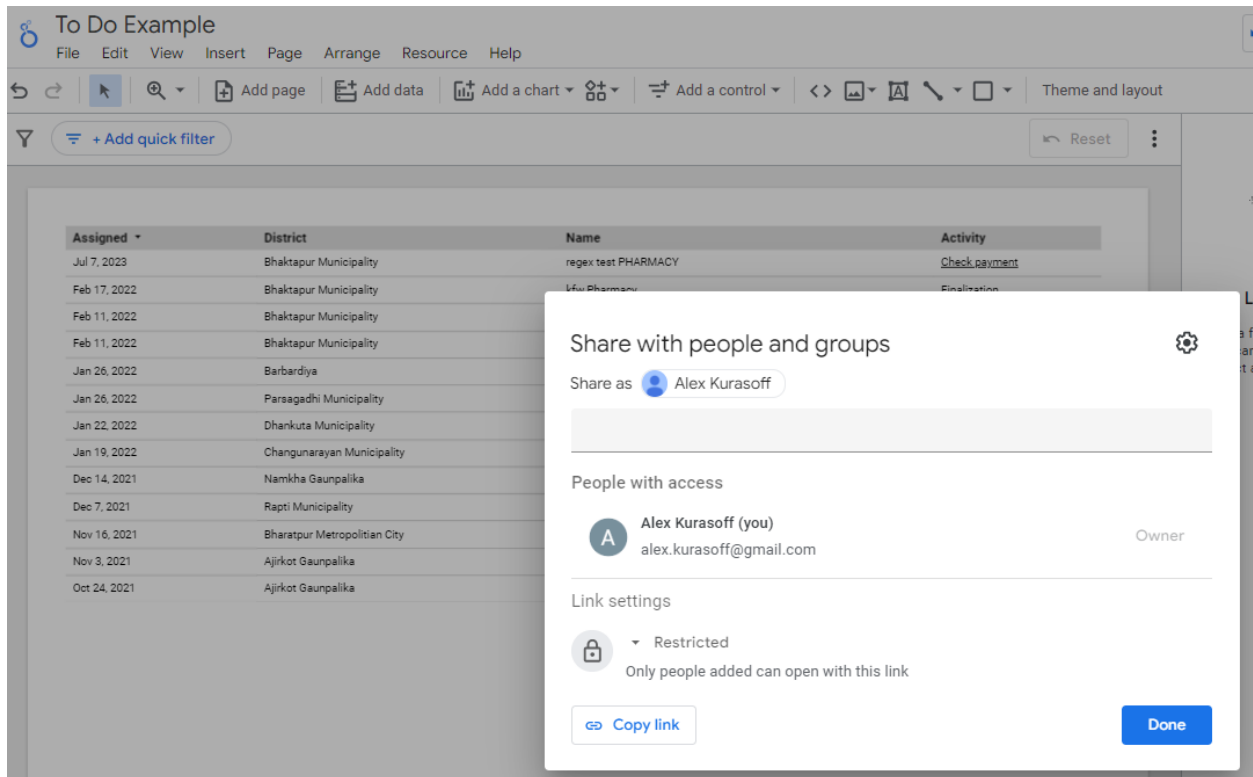 To Do Example
File Edit View Insert Page Arrange Resource Help
Add page Add data Add a chart Add a control Theme and layout
+ Add quick filter Reset
Assigned District Name Activity
Jul 7, 2023 Bhaktapur Municipality regex test PHARMACY Check payment
Feb 17, 2022 Bhaktapur Municipality kfw Pharmacy Finalization
Feb 11, 2022 Bhaktapur Municipality
Feb 11, 2022 Bhaktapur Municipality
Jan 26, 2022 Barbardiya
Jan 26, 2022 Parsagadhi Municipality
Jan 22, 2022 Dhankuta Municipality
Jan 19, 2022 Changunarayan Municipality
Dec 14, 2021 Namkha Gaunpalika
Dec 7, 2021 Rapti Municipality
Nov 16, 2021 Bharatpur Metropolitian City
Nov 3, 2021 Ajirkot Gaunpalika
Oct 24, 2021 Ajirkot Gaunpalika
Share with people and groups
Share as Alex Kurasoff
People with access
A
Alex Kurasoff (you)
alex.kurasoff@gmail.com
Owner
Link settings
Restricted
Only people added can open with this link
Copy link Done